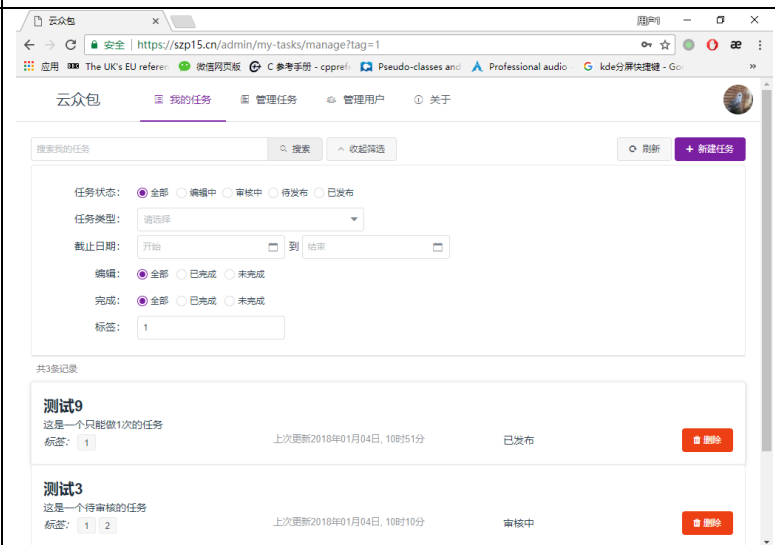 云众包
安全 | https://szp15.cn/admin/my-tasks/manage?tag=1
应用 The UK's EU referen 微信网页版 C 参考手册 - cpprefe Pseudo-classes and Professional audio kde分屏快捷键 - Go »
云众包 我的任务 管理任务 管理用户 关于
搜索我的任务 搜索 收起筛选 刷新 + 新建任务
任务状态: 全部 编辑中 审核中 待发布 已发布
任务类型: 请选择
截止日期: 开始 到 结束
编辑: 全部 已完成 未完成
完成: 全部 已完成 未完成
标签: 1
共3条记录
测试9
这是一个只能做1次的任务
标签: 1 上次更新2018年01月04日, 10时51分 已发布 删除
测试3
这是一个待审核的任务
标签: 1 2 上次更新2018年01月04日, 10时10分 审核中 删除